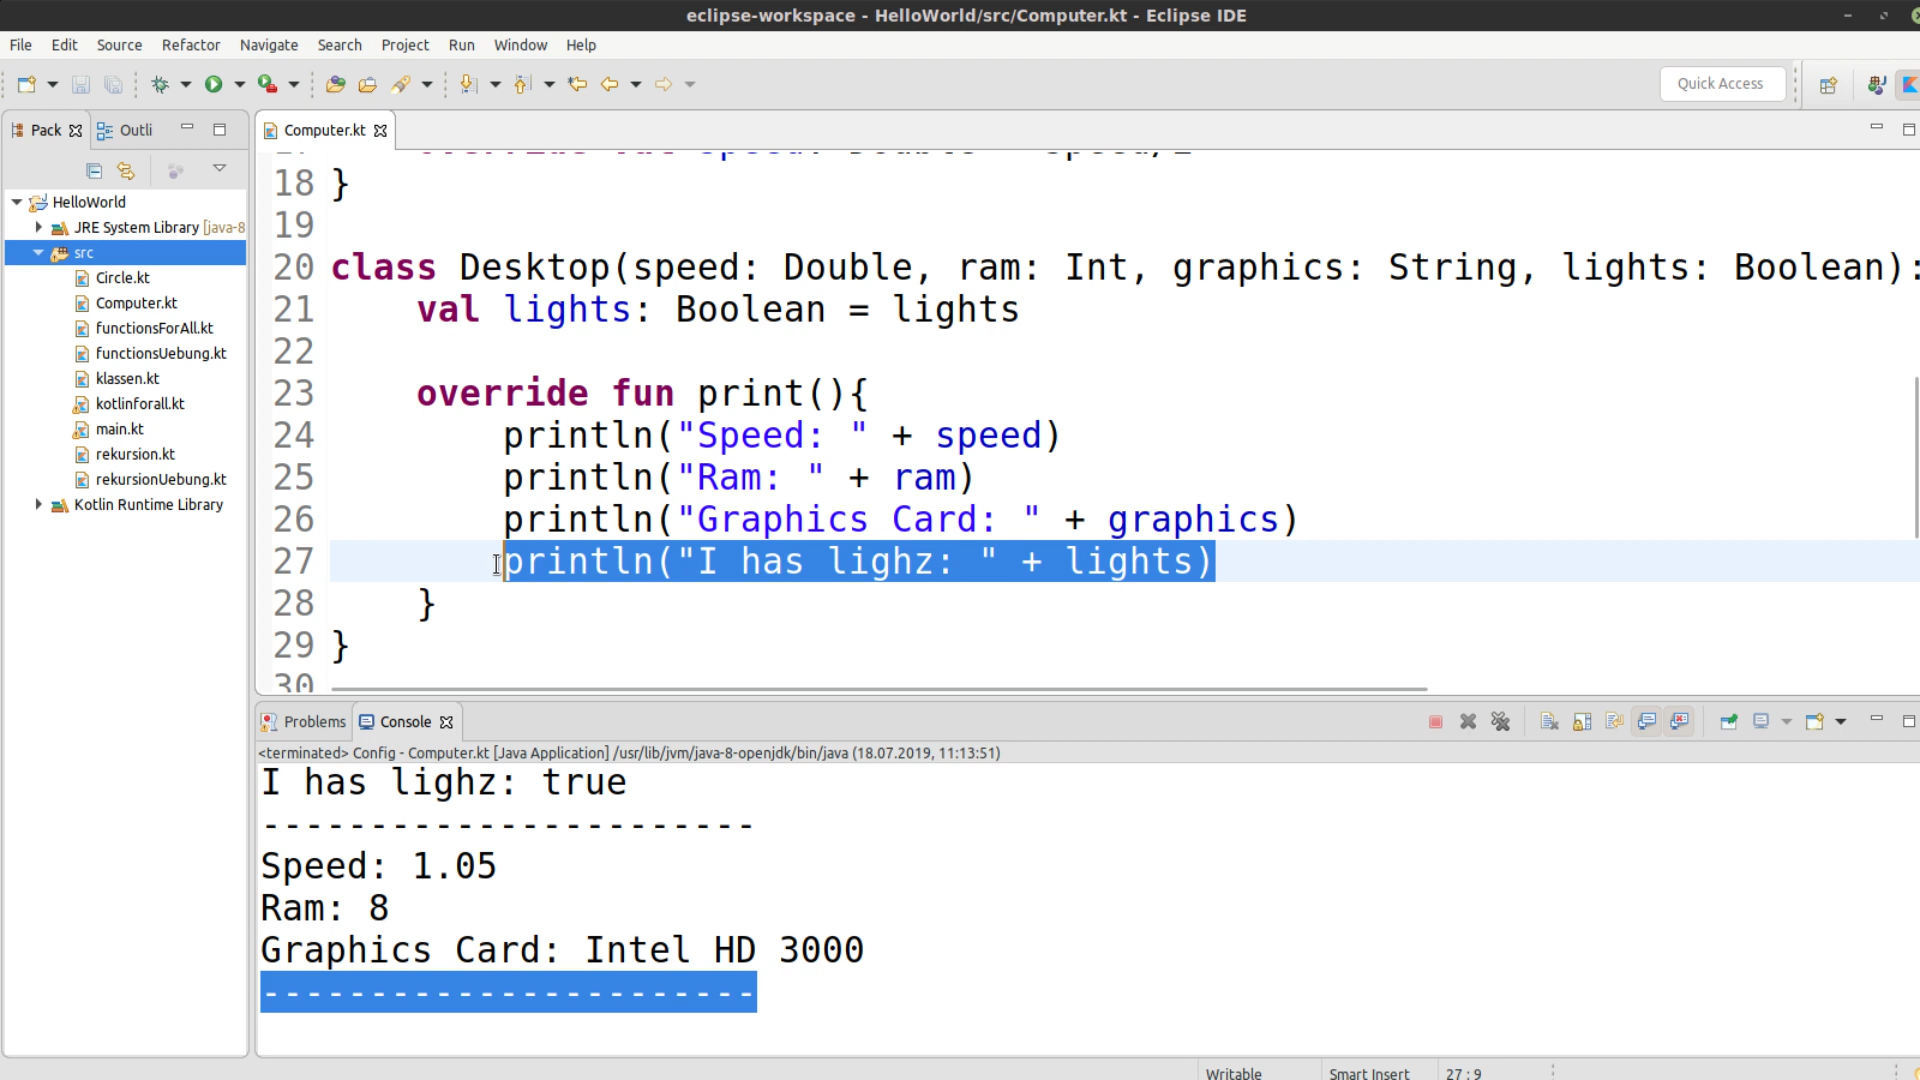 eclipse-workspace - HelloWorld/src/Computer.kt - Eclipse IDE
File Edit Source Refactor Navigate Search Project Run Window Help
Quick Access
Pack Outli
Computer.kt
HelloWorld
JRE System Library [java-8
src
Circle.kt
Computer.kt
functionsForAll.kt
functionsUebung.kt
klassen.kt
kotlinforall.kt
main.kt
rekursion.kt
rekursionUebung.kt
Kotlin Runtime Library
18 }
19
20 class Desktop(speed: Double, ram: Int, graphics: String, lights: Boolean):
21 val lights: Boolean = lights
22
23 override fun print(){
24 println("Speed: " + speed)
25 println("Ram: " + ram)
26 println("Graphics Card: " + graphics)
27 println("I has lighz: " + lights)
28 }
29 }
30
Problems Console
<terminated> Config - Computer.kt [Java Application] /usr/lib/jvm/java-8-openjdk/bin/java (18.07.2019, 11:13:51)
I has lighz: true
-----------------------
Speed: 1.05
Ram: 8
Graphics Card: Intel HD 3000
-----------------------
Writable Smart Insert 27 : 9